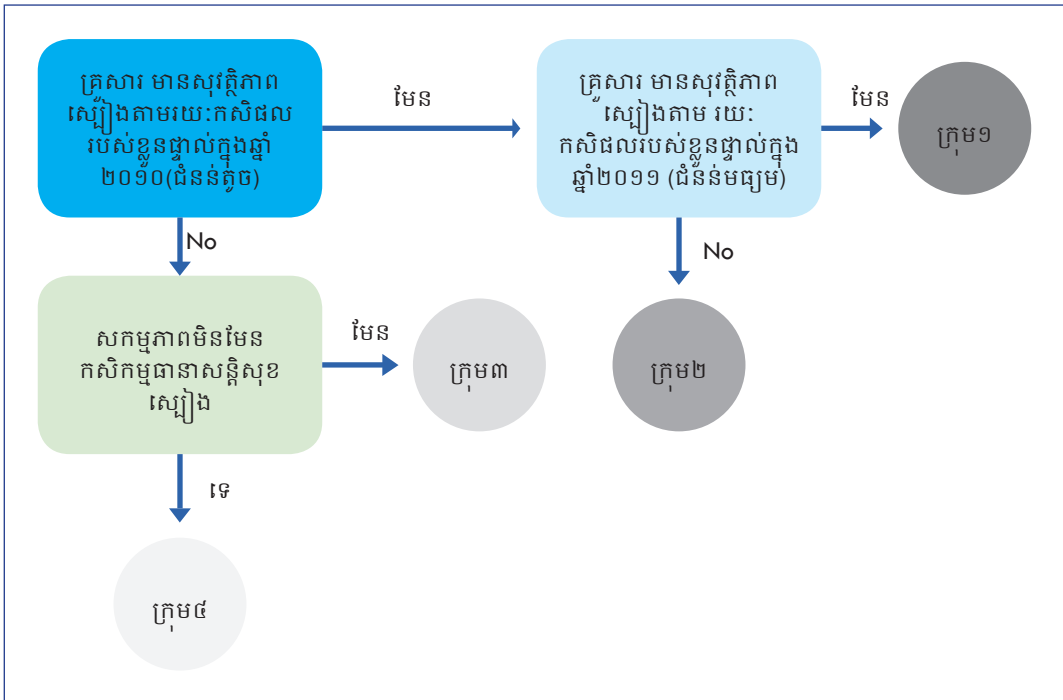 គ្រួសារ មានសុវត្ថិភាព
ស្បៀងតាមរយៈកសិផល
របស់ខ្លួនផ្ទាល់ក្នុងឆ្នាំ
២០១០(ជំនន់តូច)
មែន
គ្រួសារ មានសុវត្ថិភាព
ស្បៀងតាម រយៈ
កសិផលរបស់ខ្លួនផ្ទាល់ក្នុង
ឆ្នាំ២០១១ (ជំនន់មធ្យម)
មែន
ក្រុម១
No
No
សកម្មភាពមិនមែន
កសិកម្មធានាសន្តិសុខ
ស្បៀង
មែន
ក្រុម៣
ក្រុម២
ទេ
ក្រុម៤